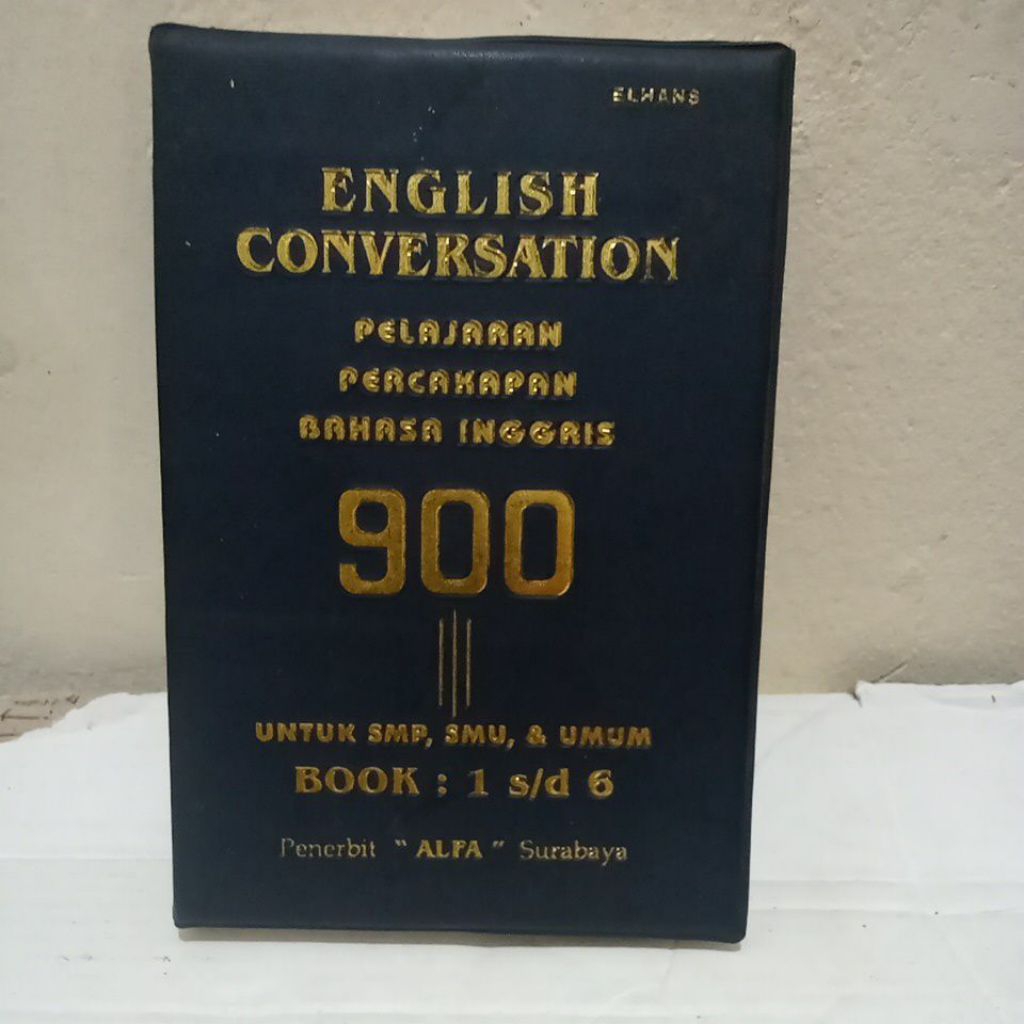 ELHANS
ENGLISH
CONVERSATION
PELAJARAN
PERCAKAPAN
BAHASA INGGRIS
900
UNTUK SMP, SMU, & UMUM
BOOK : 1 s/d 6
Penerbit " ALFA " Surabaya